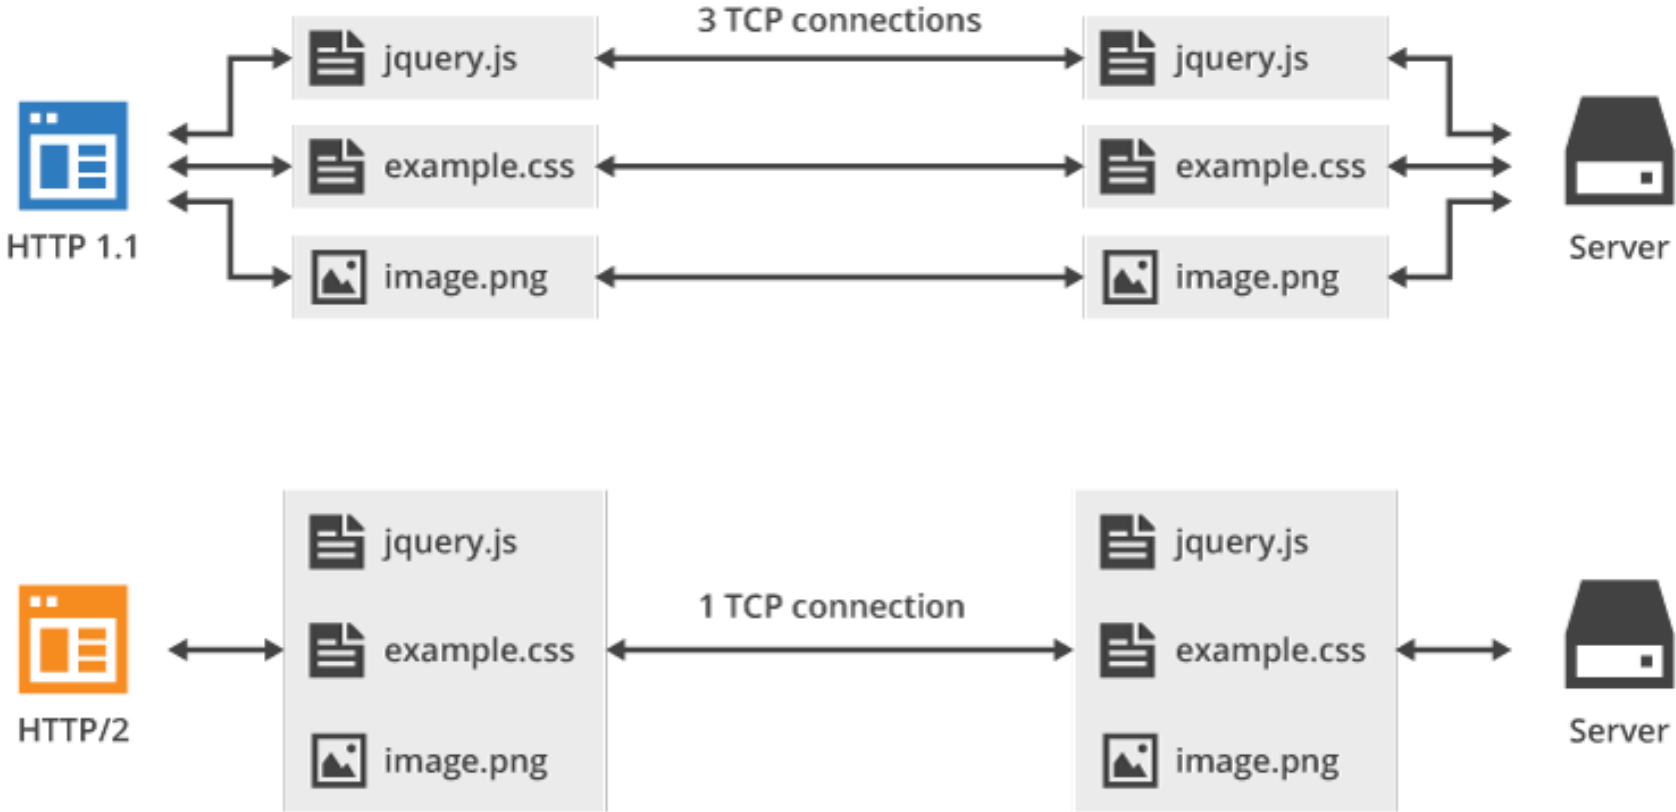 3 TCP connections
jquery.js
jquery.js
example.css
example.css
HTTP 1.1
Server
image.png
image.png
jquery.js
jquery.js
1 TCP connection
example.css
example.css
HTTP/2
Server
image.png
image.png